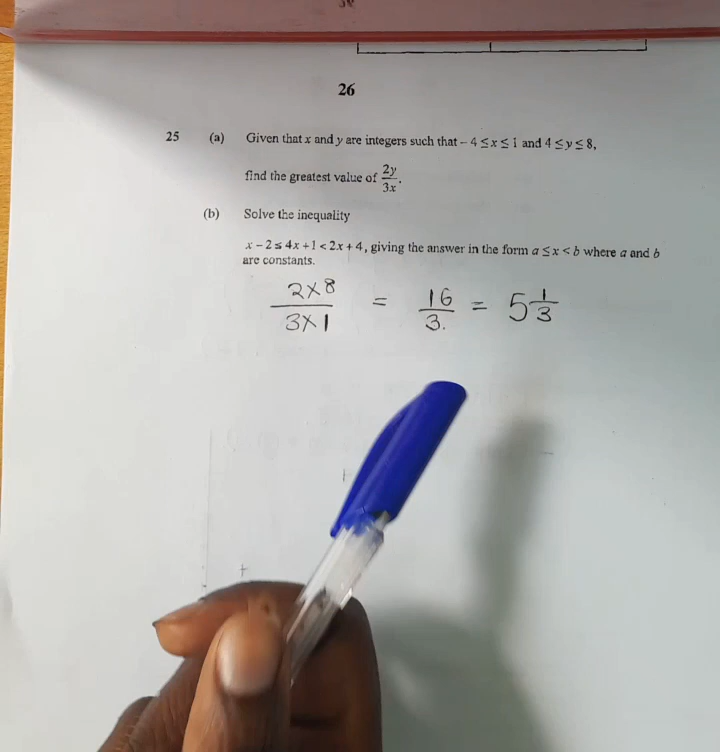 26
25 (a) Given that x and y are integers such that – 4 ≤ x ≤ 1 and 4 ≤ y ≤ 8,
find the greatest value of 2y/3x.
(b) Solve the inequality
x – 2 ≤ 4x + 1 < 2x + 4, giving the answer in the form a ≤ x < b where a and b
are constants.
2×8/3×1 = 16/3. = 5 1/3